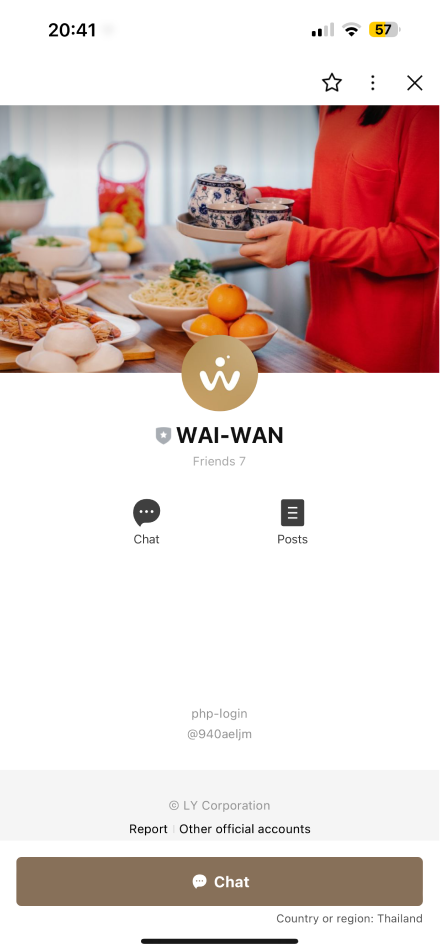 20:41
57
WAI-WAN
Friends 7
Chat
Posts
php-login
@940aeljm
© LY Corporation
Report | Other official accounts
Chat
Country or region: Thailand